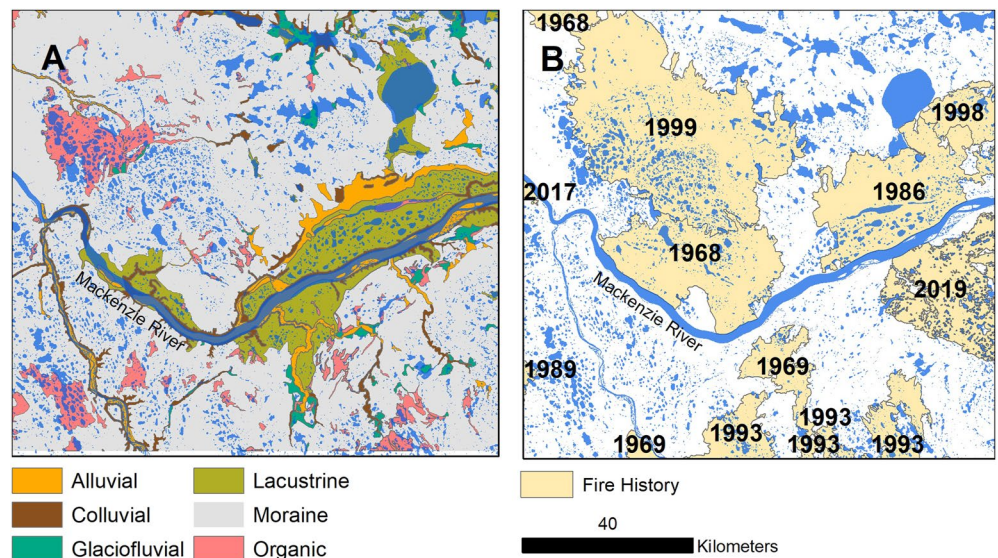 A
Mackenzie River
Alluvial
Colluvial
Glaciofluvial
Lacustrine
Moraine
Organic
B
1968
1999
1998
2017
1986
1968
2019
Mackenzie River
1989
1969
1993
1993
1969
1993
1993
Fire History
40
Kilometers